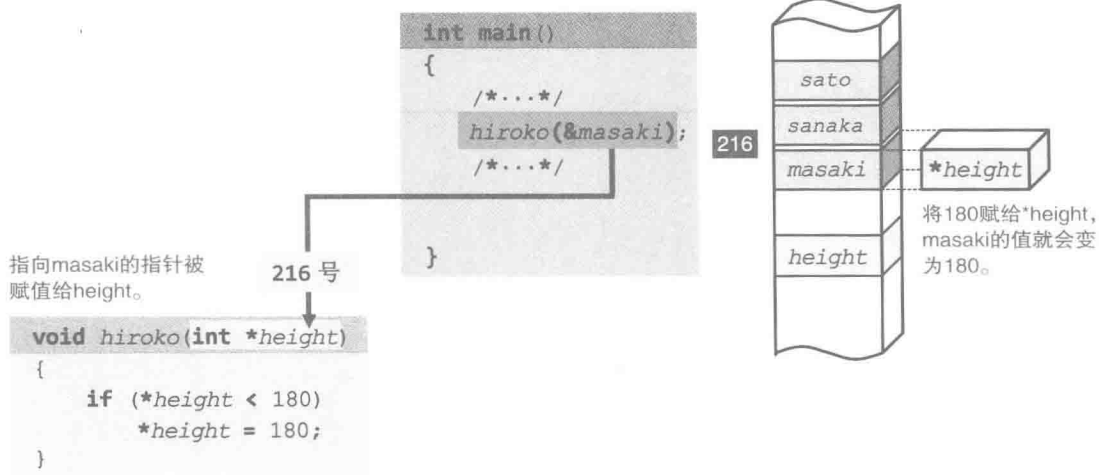 int main()
{
/*...*/
hiroko(&masaki);
/*...*/
}
指向masaki的指针被
赋值给height。
216 号
void hiroko(int *height)
{
if (*height < 180)
*height = 180;
}
216
sato
sanaka
masaki
height
*height
将180赋给*height,
masaki的值就会变
为180。